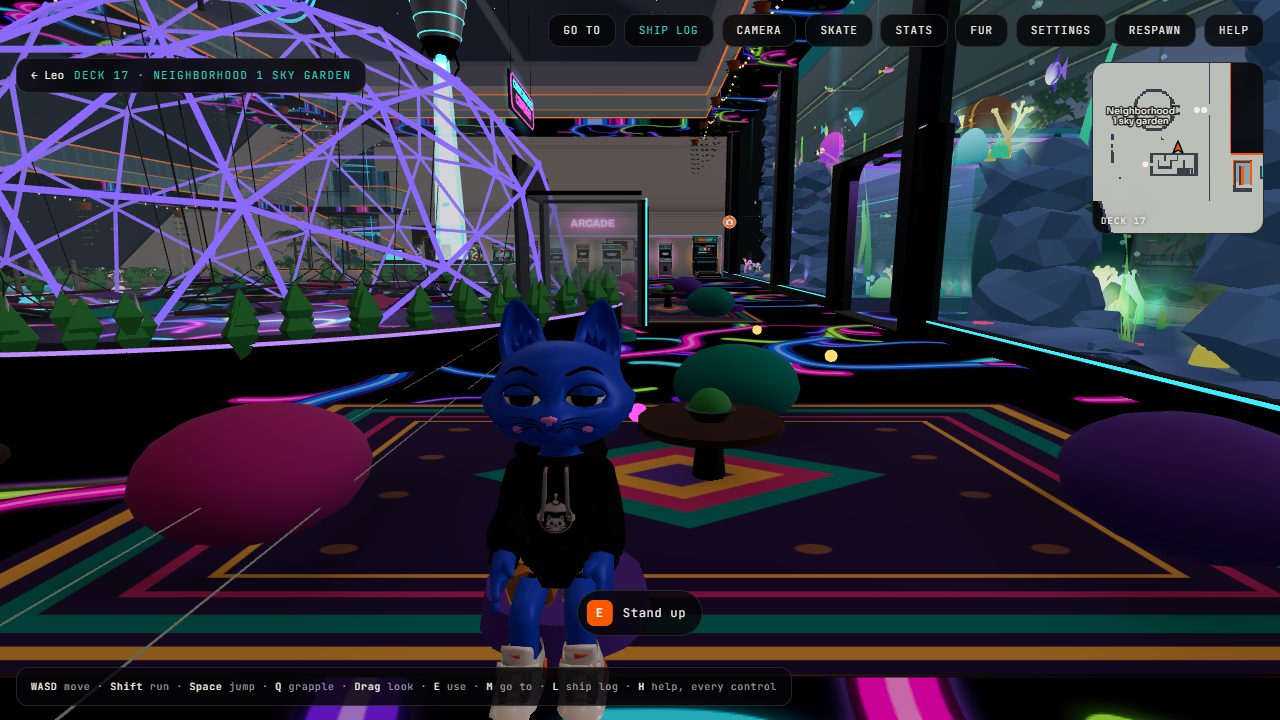 GO TO
SHIP LOG
CAMERA
SKATE
STATS
FUR
SETTINGS
RESPAWN
HELP
← Leo DECK 17 · NEIGHBORHOOD 1 SKY GARDEN
Neighborhood
1 sky garden
DECK 17
ARCADE
E Stand up
WASD move · Shift run · Space jump · Q grapple · Drag look · E use · M go to · L ship log · H help, every control